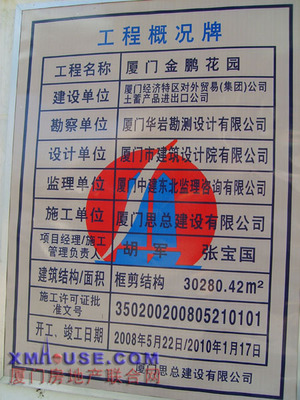 工程概况牌
工程名称 厦门金鹏花园
建设单位 厦门经济特区对外贸易(集团)公司
土畜产品进出口公司
勘察单位 厦门华岩勘测设计有限公司
设计单位 厦门市建筑设计院有限公司
监理单位 厦门中建东北监理咨询有限公司
施工单位 厦门思总建设有限公司
项目经理/施工
管理负责人 胡军 张宝国
建筑结构/面积 框剪结构 30280.42m²
施工许可证批
准文号 350200200805210101
开工、竣工日期 2008年5月22日/2010年1月17日
厦门思总建设有限公司
XMHOUSE.COM
厦门房地产联合网